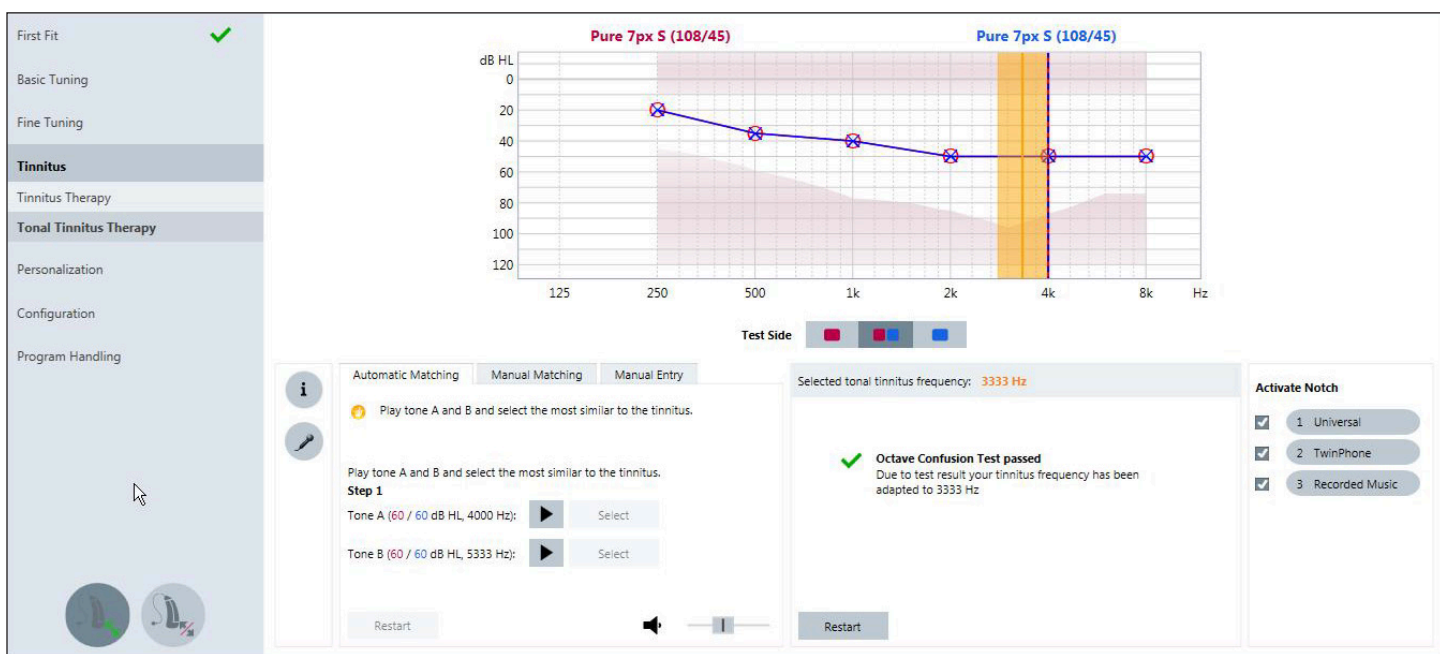 First Fit
Basic Tuning
Fine Tuning
Tinnitus
Tinnitus Therapy
Tonal Tinnitus Therapy
Personalization
Configuration
Program Handling
Pure 7px S (108/45) Pure 7px S (108/45)
dB HL
0
20
40
60
80
100
120
125 250 500 1k 2k 4k 8k Hz
Test Side
i
Automatic Matching Manual Matching Manual Entry
Play tone A and B and select the most similar to the tinnitus.
Play tone A and B and select the most similar to the tinnitus.
Step 1
Tone A (60 / 60 dB HL, 4000 Hz): Select
Tone B (60 / 60 dB HL, 5333 Hz): Select
Restart
Selected tonal tinnitus frequency: 3333 Hz
Octave Confusion Test passed
Due to test result your tinnitus frequency has been
adapted to 3333 Hz
Restart
Activate Notch
1 Universal
2 TwinPhone
3 Recorded Music